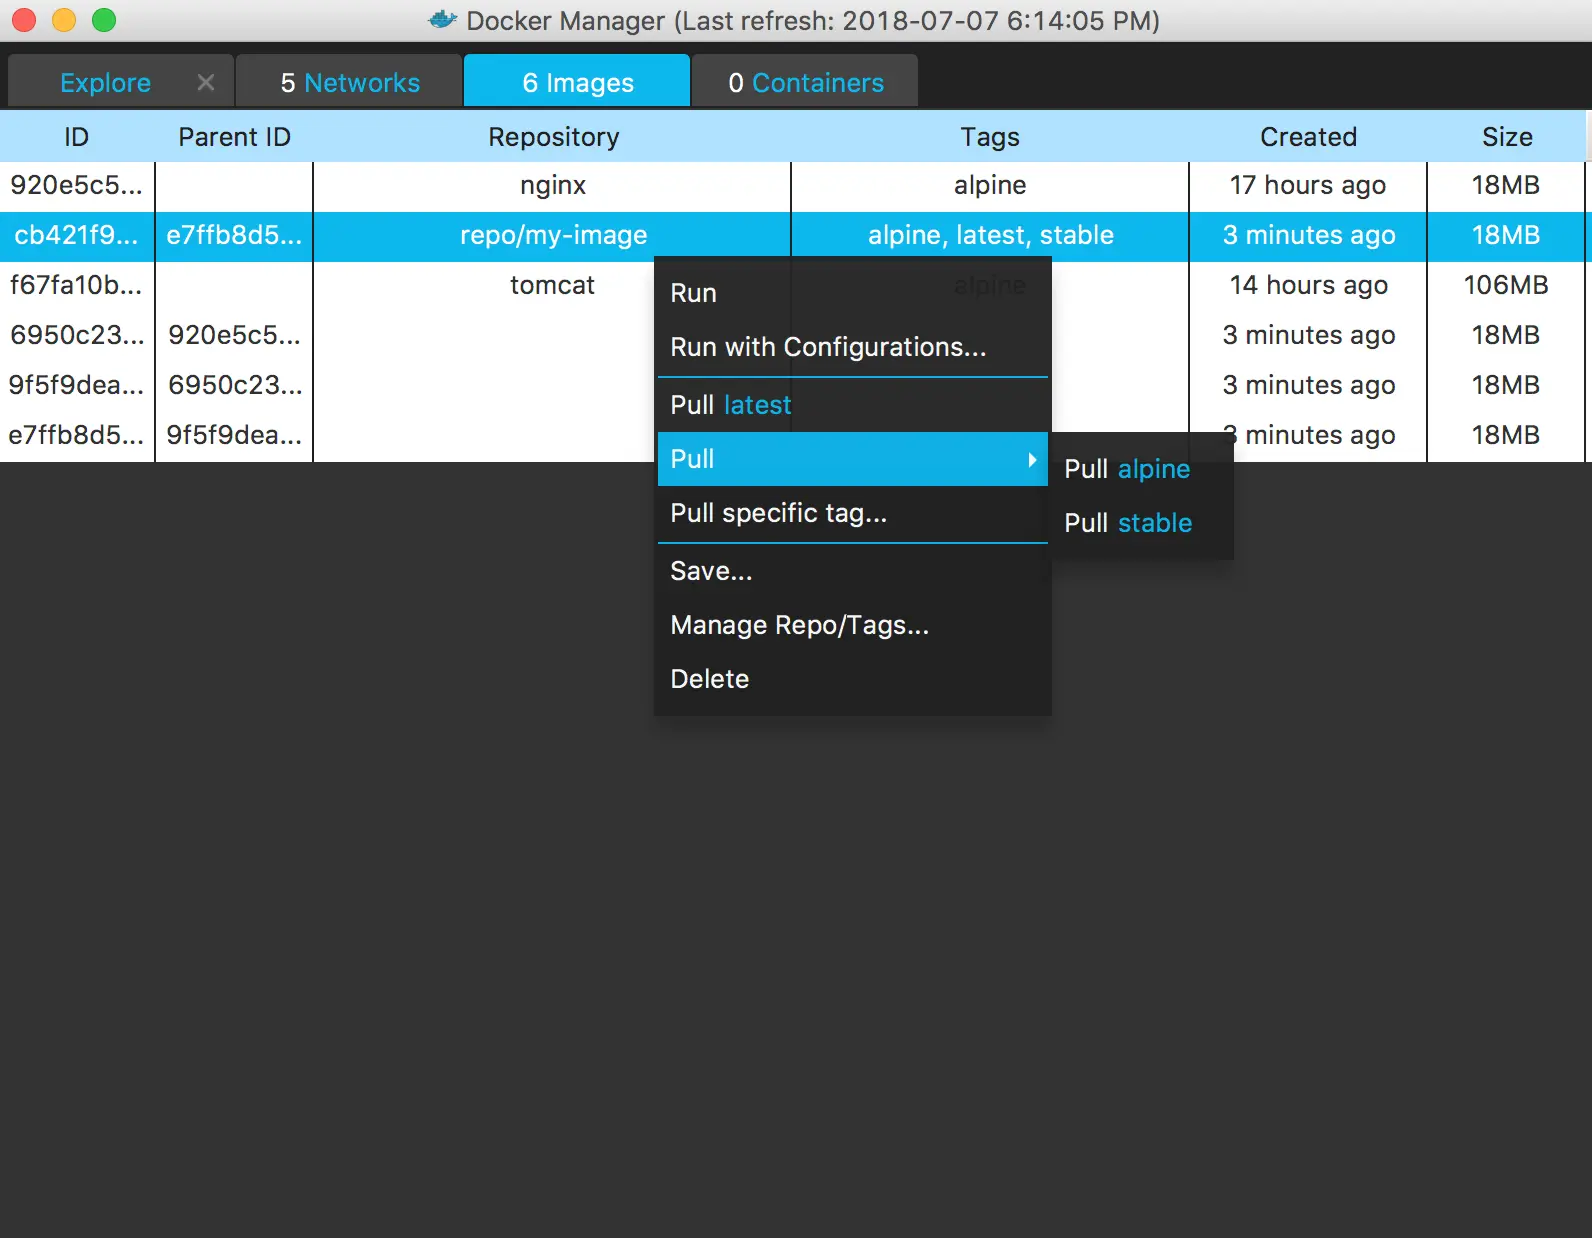 Docker Manager (Last refresh: 2018-07-07 6:14:05 PM)
Explore 5 Networks 6 Images 0 Containers
ID Parent ID Repository Tags Created Size
920e5c5... nginx alpine 17 hours ago 18MB
cb421f9... e7ffb8d5... repo/my-image alpine, latest, stable 3 minutes ago 18MB
f67fa10b... tomcat alpine 14 hours ago 106MB
6950c23... 920e5c5... 3 minutes ago 18MB
9f5f9dea... 6950c23... 3 minutes ago 18MB
e7ffb8d5... 9f5f9dea... 3 minutes ago 18MB
Run
Run with Configurations...
Pull latest
Pull
Pull specific tag...
Save...
Manage Repo/Tags...
Delete
Pull alpine
Pull stable